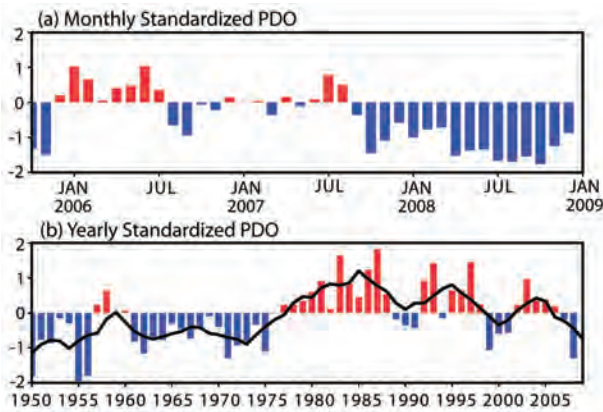 (a) Monthly Standardized PDO
2
1
0
-1
-2
JAN JUL JAN JUL JAN JUL JAN
2006 2007 2008 2009
(b) Yearly Standardized PDO
2
1
0
-1
-2
1950 1955 1960 1965 1970 1975 1980 1985 1990 1995 2000 2005